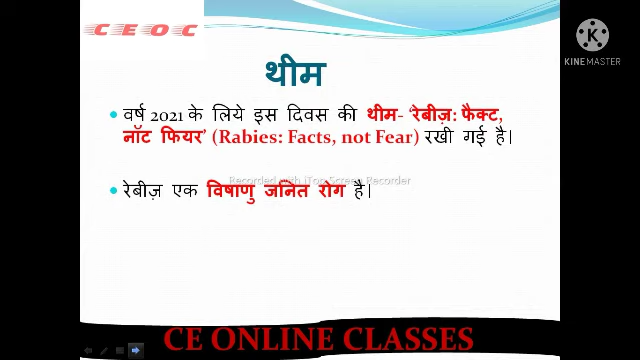 CEOC
KINEMASTER
थीम
• वर्ष 2021 के लिये इस दिवस की थीम- ‘रेबीज़: फैक्ट,
नॉट फियर’ (Rabies: Facts, not Fear) रखी गई है।
• रेबीज़ एक विषाणु जनित रोग है।
Recorded with iTop Screen Recorder
CE ONLINE CLASSES